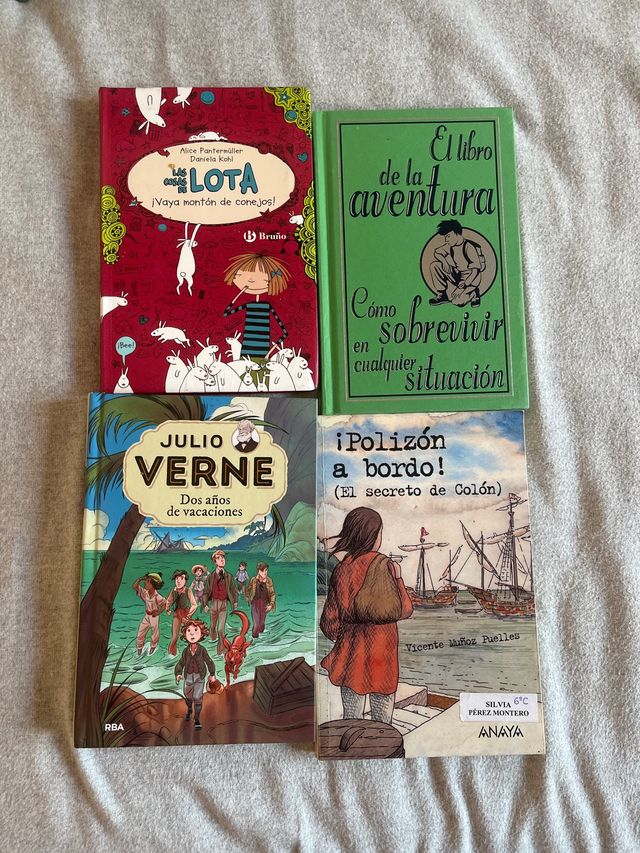 Alice Pantermüller
Daniela Kohl
LAS
COSAS
DE
LOTA
¡Vaya montón de conejos!
Bruño
¡Bee!
El libro
de la
aventura
Cómo
sobrevivir
en
cualquier
situación
JULIO
VERNE
Dos años
de vacaciones
RBA
¡Polizón
a bordo!
(El secreto de Colón)
Vicente Muñoz Puelles
SILVIA 6°C
PÉREZ MONTERO
ANAYA